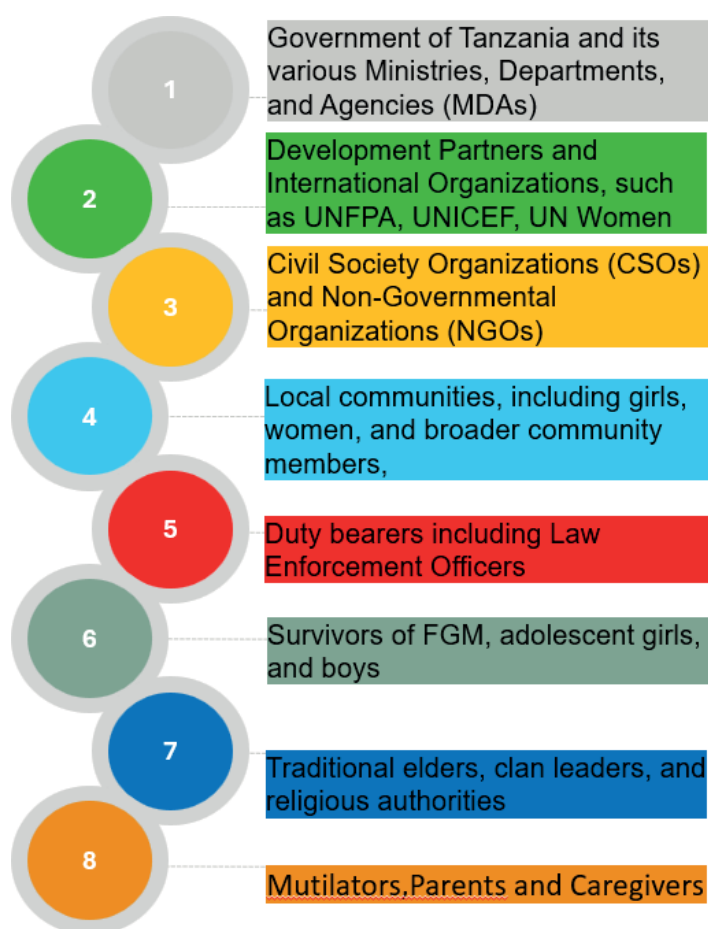 1
Government of Tanzania and its
various Ministries, Departments,
and Agencies (MDAs)
2
Development Partners and
International Organizations, such
as UNFPA, UNICEF, UN Women
3
Civil Society Organizations (CSOs)
and Non-Governmental
Organizations (NGOs)
4
Local communities, including girls,
women, and broader community
members,
5
Duty bearers including Law
Enforcement Officers
6
Survivors of FGM, adolescent girls,
and boys
7
Traditional elders, clan leaders, and
religious authorities
8
Mutilators,Parents and Caregivers